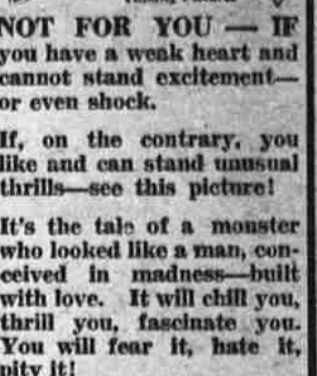 NOT FOR YOU — IF
you have a weak heart and
cannot stand excitement—
or even shock.
If, on the contrary, you
like and can stand unusual
thrills—see this picture!
It's the tale of a monster
who looked like a man, con-
ceived in madness—built
with love. It will chill you,
thrill you, fascinate you.
You will fear it, hate it,
pity it!